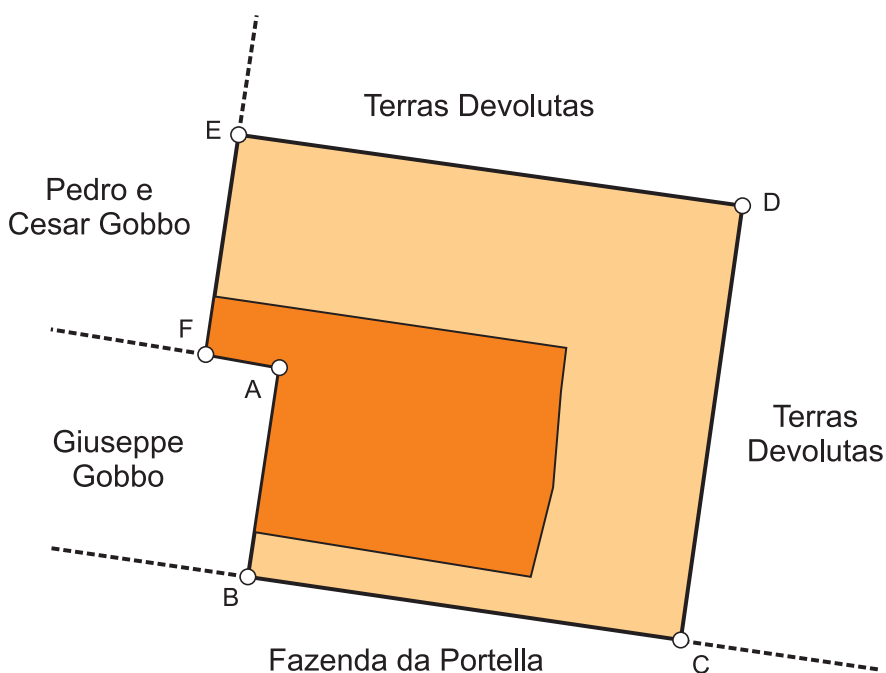 Terras Devolutas
E
Pedro e
Cesar Gobbo
D
F
A
Giuseppe
Gobbo
Terras
Devolutas
B
Fazenda da Portella
C